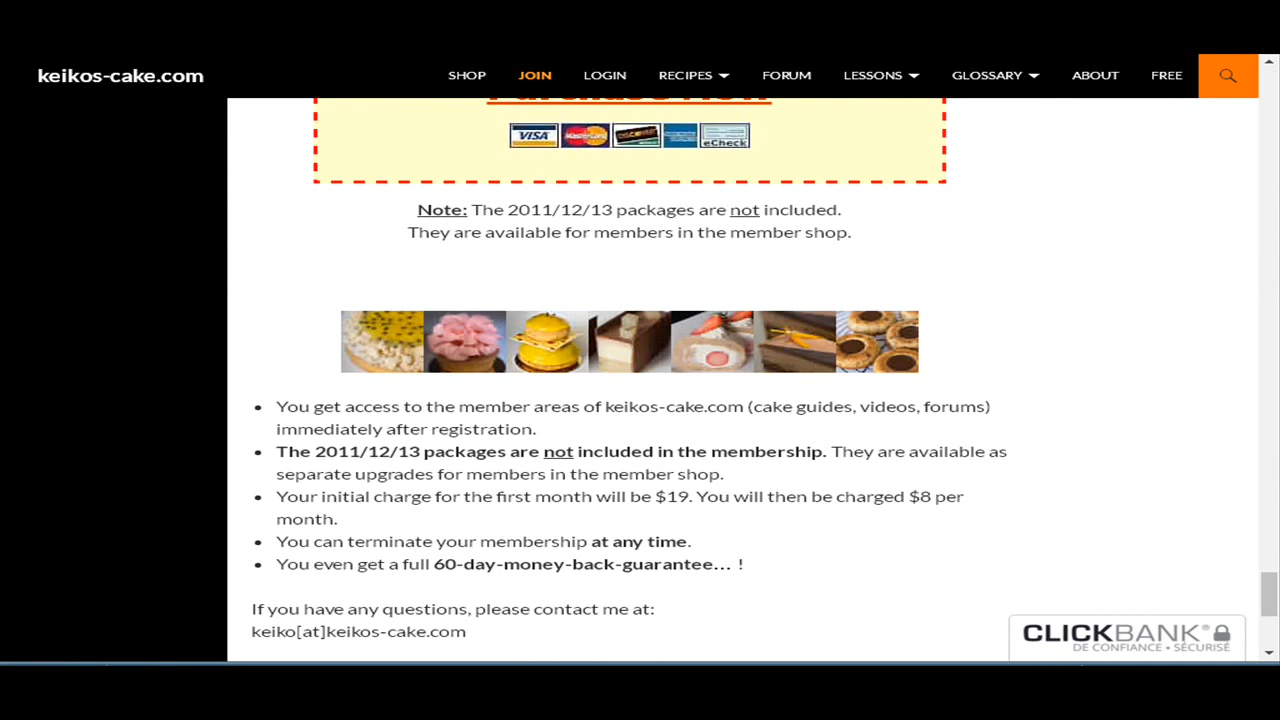 keikos-cake.com
SHOP JOIN LOGIN RECIPES FORUM LESSONS GLOSSARY ABOUT FREE
VISA MasterCard eCheck
Note: The 2011/12/13 packages are not included.
They are available for members in the member shop.
• You get access to the member areas of keikos-cake.com (cake guides, videos, forums)
immediately after registration.
• The 2011/12/13 packages are not included in the membership. They are available as
separate upgrades for members in the member shop.
• Your initial charge for the first month will be $19. You will then be charged $8 per
month.
• You can terminate your membership at any time.
• You even get a full 60-day-money-back-guarantee... !
If you have any questions, please contact me at:
keiko[at]keikos-cake.com
CLICKBANK®
DE CONFIANCE • SÉCURISÉ